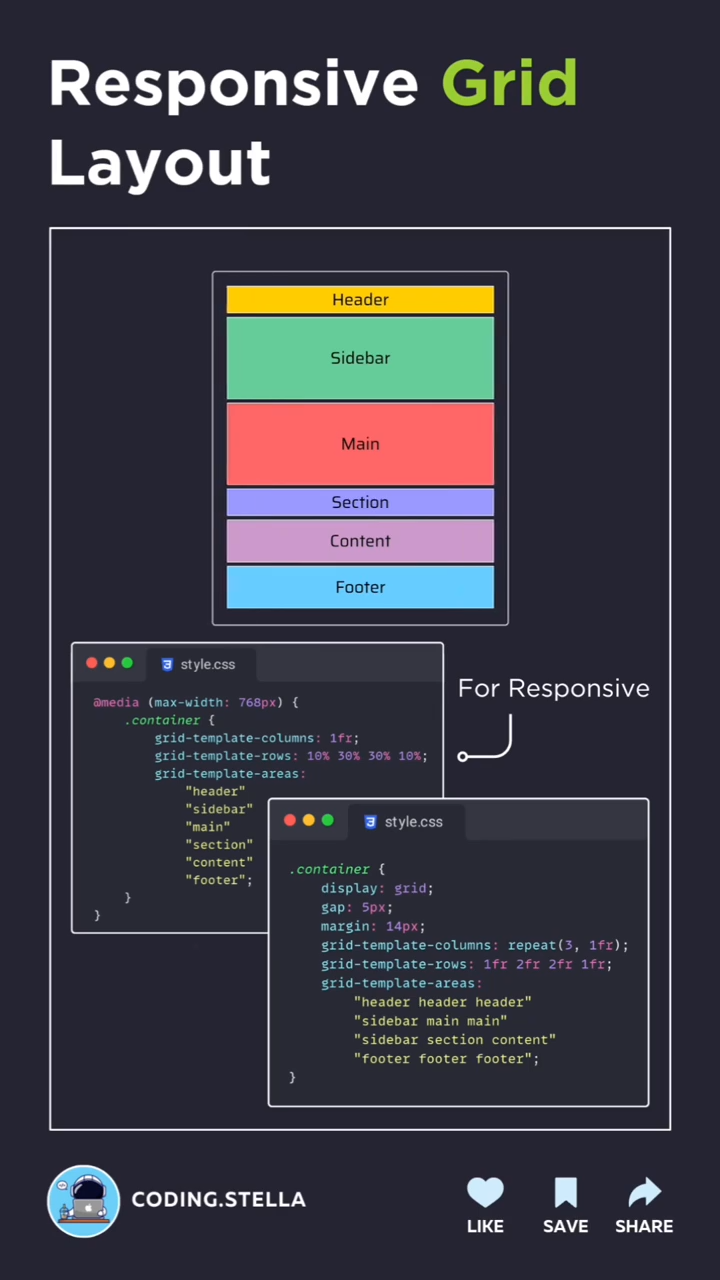 Responsive Grid
Layout
Header
Sidebar
Main
Section
Content
Footer
style.css
@media (max-width: 768px) {
.container {
grid-template-columns: 1fr;
grid-template-rows: 10% 30% 30% 10%;
grid-template-areas:
"header"
"sidebar"
"main"
"section"
"content"
"footer";
}
}
For Responsive
style.css
.container {
display: grid;
gap: 5px;
margin: 14px;
grid-template-columns: repeat(3, 1fr);
grid-template-rows: 1fr 2fr 2fr 1fr;
grid-template-areas:
"header header header"
"sidebar main main"
"sidebar section content"
"footer footer footer";
}
CODING.STELLA
LIKE
SAVE
SHARE